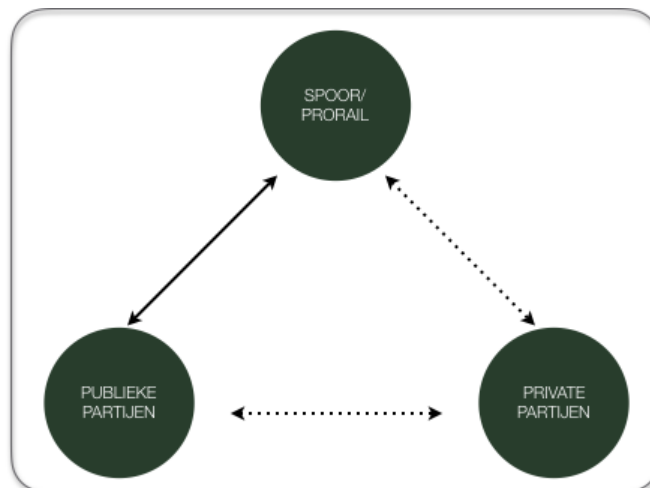 SPOOR/
PRORAIL
PUBLIEKE
PARTIJEN
PRIVATE
PARTIJEN